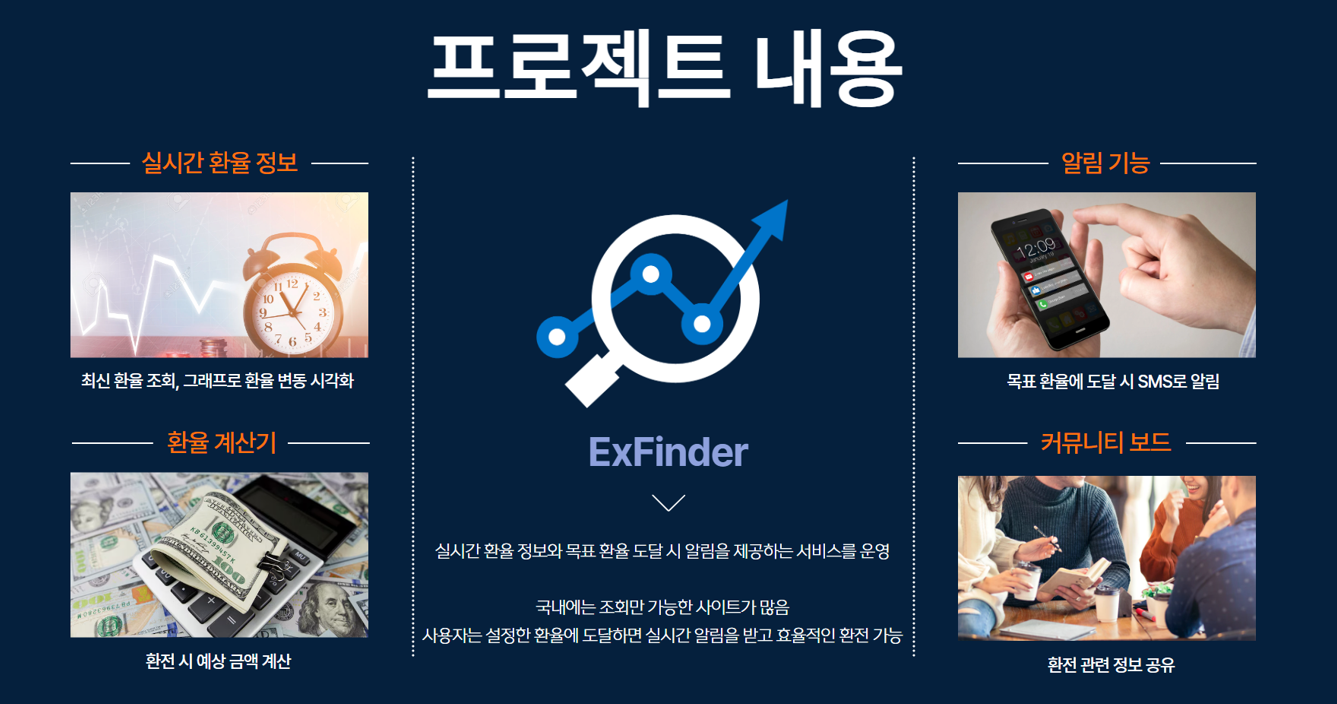 프로젝트 내용
실시간 환율 정보
최신 환율 조회, 그래프로 환율 변동 시각화
환율 계산기
환전 시 예상 금액 계산
ExFinder
실시간 환율 정보와 목표 환율 도달 시 알림을 제공하는 서비스를 운영
국내에는 조회만 가능한 사이트가 많음
사용자는 설정한 환율에 도달하면 실시간 알림을 받고 효율적인 환전 가능
알림 기능
12:09
목표 환율에 도달 시 SMS로 알림
커뮤니티 보드
환전 관련 정보 공유